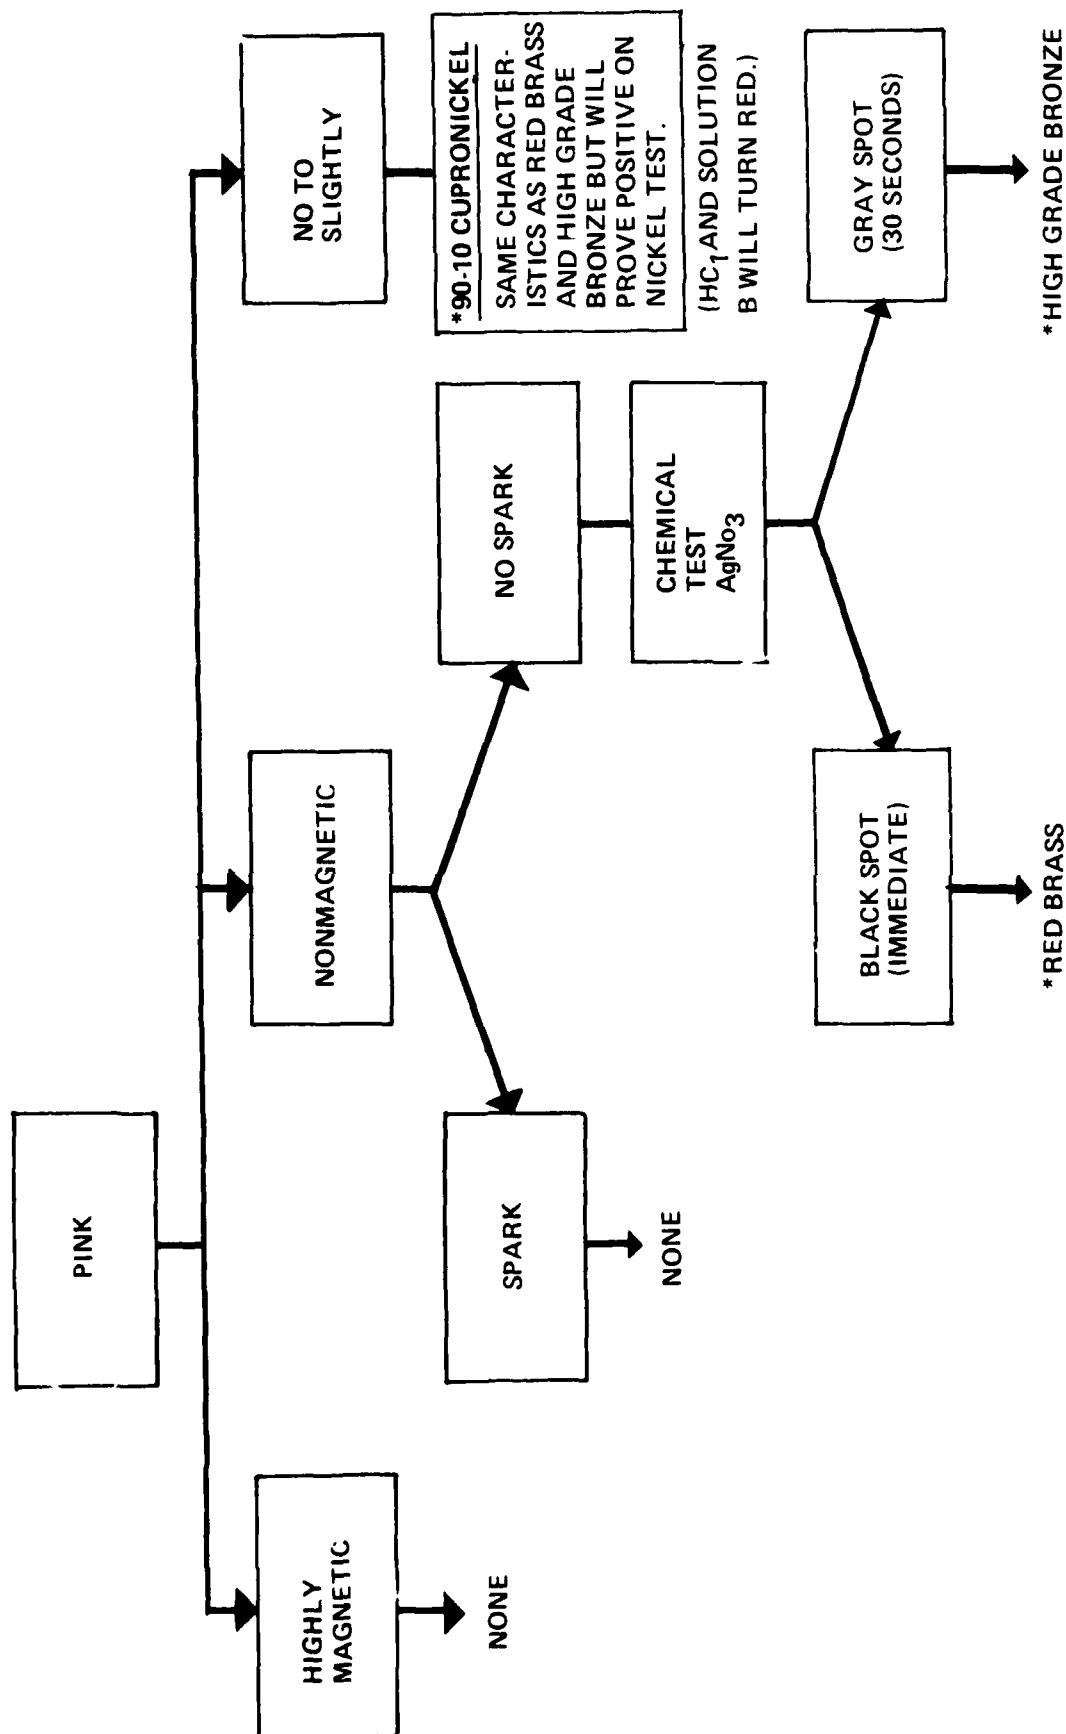 PINK
HIGHLY
MAGNETIC
NONE
NONMAGNETIC
SPARK
NONE
NO SPARK
CHEMICAL
TEST
AgNo3
BLACK SPOT
(IMMEDIATE)
*RED BRASS
GRAY SPOT
(30 SECONDS)
*HIGH GRADE BRONZE
NO TO
SLIGHTLY
*90-10 CUPRONICKEL
SAME CHARACTER-
ISTICS AS RED BRASS
AND HIGH GRADE
BRONZE BUT WILL
PROVE POSITIVE ON
NICKEL TEST.
(HC1 AND SOLUTION
B WILL TURN RED.)